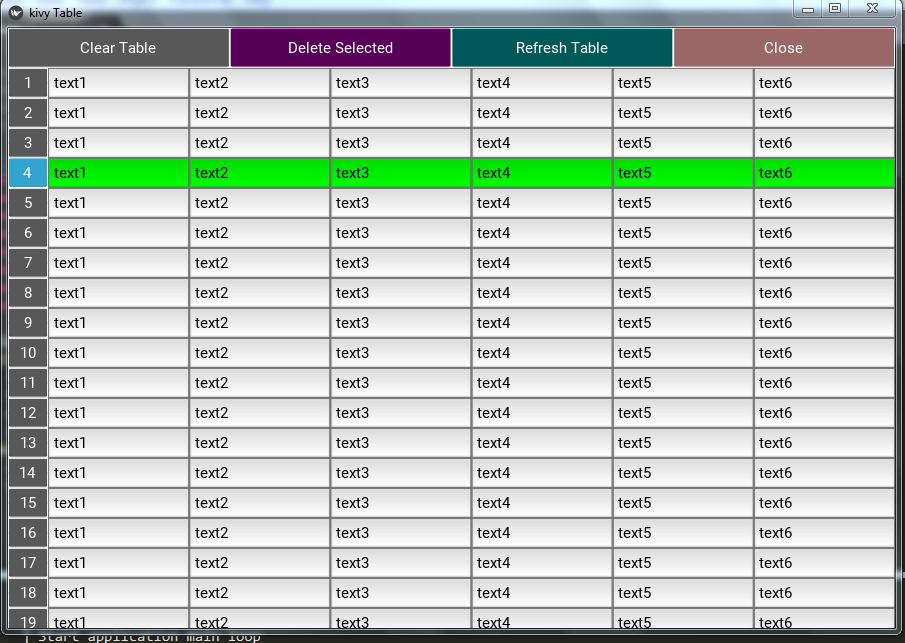 kivy Table
Clear Table Delete Selected Refresh Table Close
1 text1 text2 text3 text4 text5 text6
2 text1 text2 text3 text4 text5 text6
3 text1 text2 text3 text4 text5 text6
4 text1 text2 text3 text4 text5 text6
5 text1 text2 text3 text4 text5 text6
6 text1 text2 text3 text4 text5 text6
7 text1 text2 text3 text4 text5 text6
8 text1 text2 text3 text4 text5 text6
9 text1 text2 text3 text4 text5 text6
10 text1 text2 text3 text4 text5 text6
11 text1 text2 text3 text4 text5 text6
12 text1 text2 text3 text4 text5 text6
13 text1 text2 text3 text4 text5 text6
14 text1 text2 text3 text4 text5 text6
15 text1 text2 text3 text4 text5 text6
16 text1 text2 text3 text4 text5 text6
17 text1 text2 text3 text4 text5 text6
18 text1 text2 text3 text4 text5 text6
19 text1 text2 text3 text4 text5 text6
Start application main loop